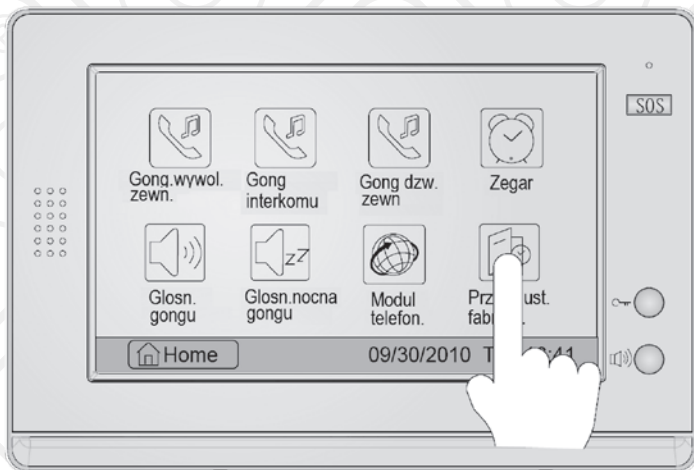 SOS
Gong.wywol.
zewn.
Gong
interkomu
Gong dzw.
zewn
Zegar
Glosn.
gongu
Glosn.nocna
gongu
Modul
telefon.
ust.
Home
09/30/2010